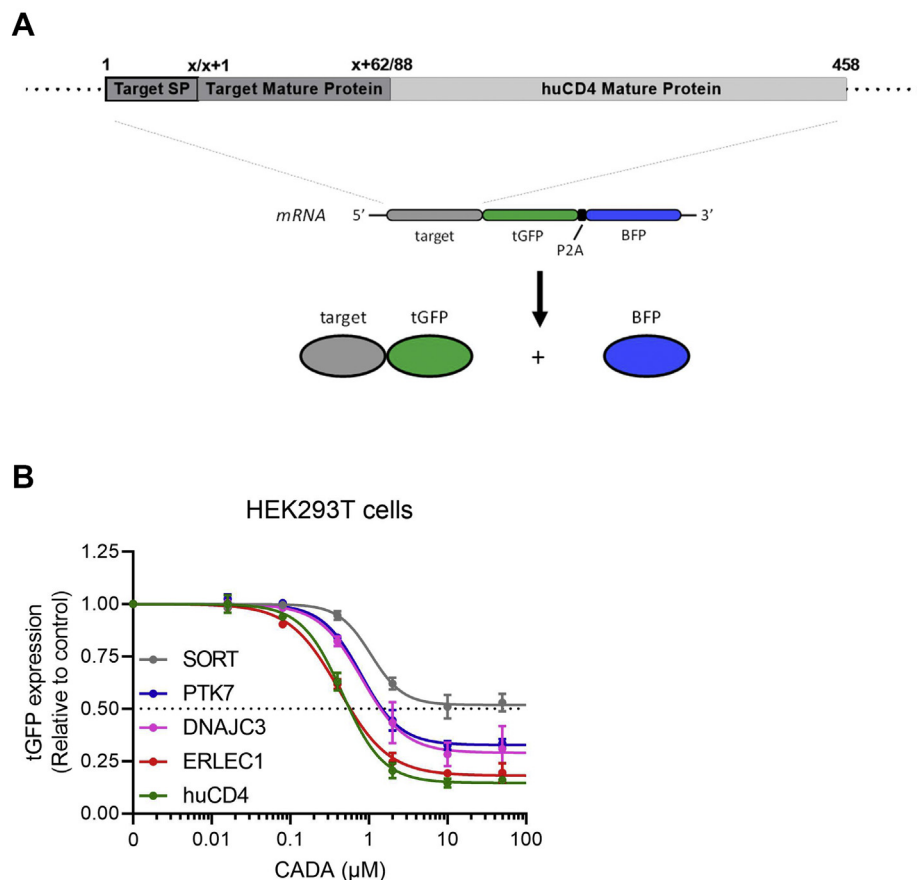 A
1 x/x+1 x+62/88 458
Target SP Target Mature Protein huCD4 Mature Protein
mRNA 5’ 3’
target tGFP BFP
P2A
target tGFP BFP
+
B
HEK293T cells
tGFP expression
(Relative to control)
1.25
1.00
0.75
0.50
0.25
0.00
SORT
PTK7
DNAJC3
ERLEC1
huCD4
0 0.01 0.1 1 10 100
CADA (µM)